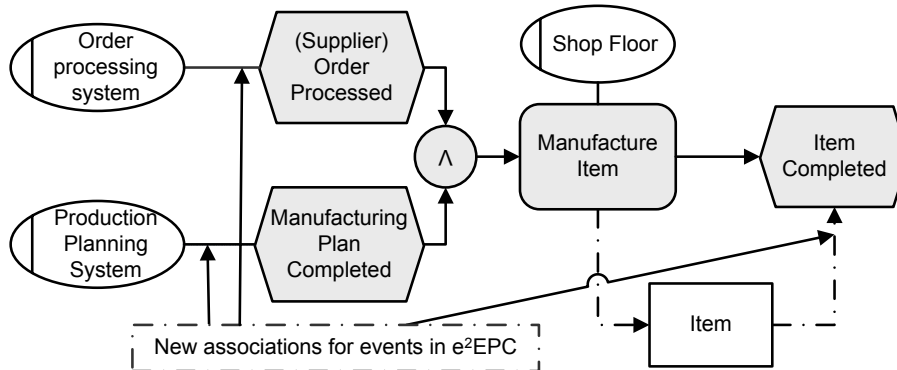 Order
processing
system
(Supplier)
Order
Processed
Shop Floor
Λ
Manufacture
Item
Item
Completed
Production
Planning
System
Manufacturing
Plan
Completed
Item
New associations for events in e²EPC